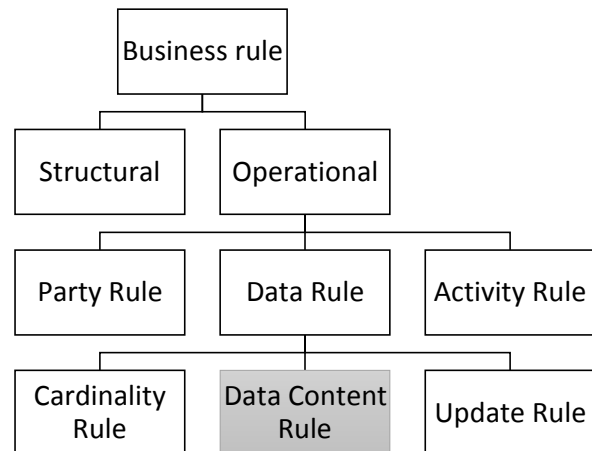 Business rule
Structural
Operational
Party Rule
Data Rule
Activity Rule
Cardinality
Rule
Data Content
Rule
Update Rule